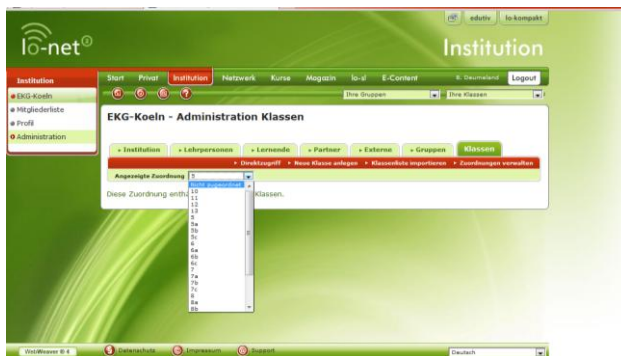 edutiv lo-kompakt
lo-net²
Institution
Institution
EKG-Koeln
Mitgliederliste
Profil
Administration
Start Privat Institution Netzwerk Kurse Magazin lo-sl E-Content
Logout
Ihre Gruppen
Ihre Klassen
EKG-Koeln - Administration Klassen
Institution
Lehrpersonen
Lernende
Partner
Externe
Gruppen
Klassen
Direktzugriff
Neue Klasse anlegen
Klassenliste importieren
Zuordnungen verwalten
Angezeigte Zuordnung 5
Diese Zuordnung enthä Klassen.
Nicht zugeordnet
10
11
12
13
5
5a
5b
5c
6
6a
6b
6c
7
7a
7b
7c
8
8a
8b
WebWeaver
Datenschutz
Impressum
Support
Deutsch